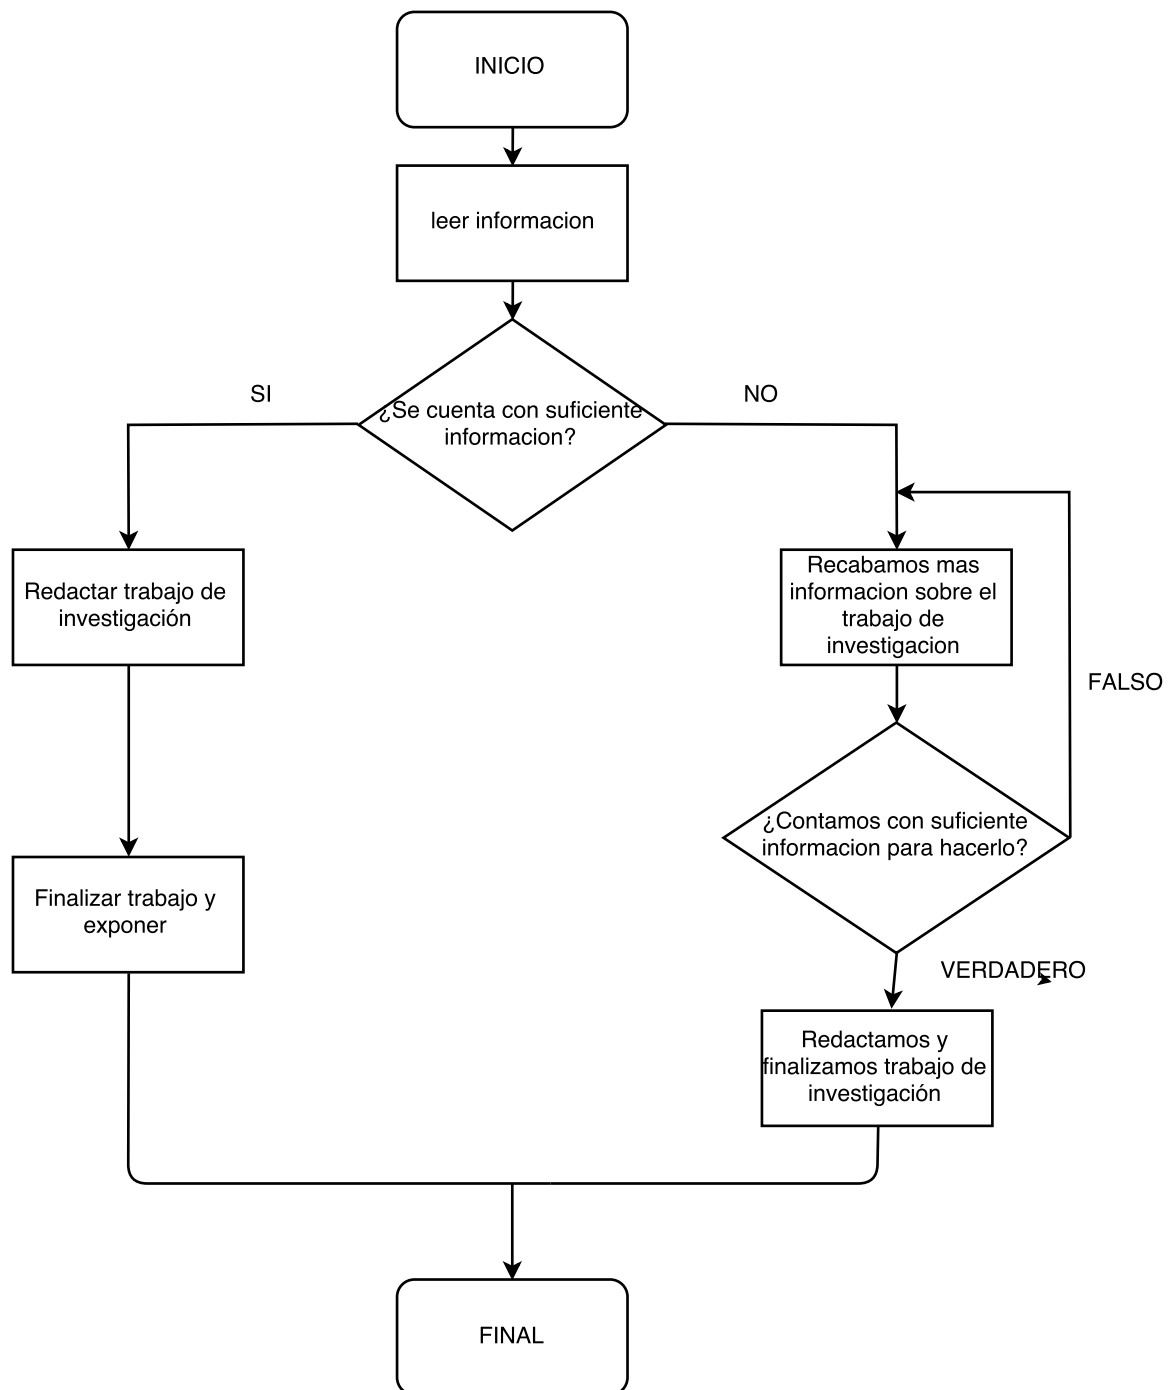 INICIO
leer informacion
SI
NO
¿Se cuenta con suficiente
informacion?
Redactar trabajo de
investigación
Recabamos mas
informacion sobre el
trabajo de
investigacion
FALSO
¿Contamos con suficiente
informacion para hacerlo?
Finalizar trabajo y
exponer
VERDADERO
Redactamos y
finalizamos trabajo de
investigación
FINAL